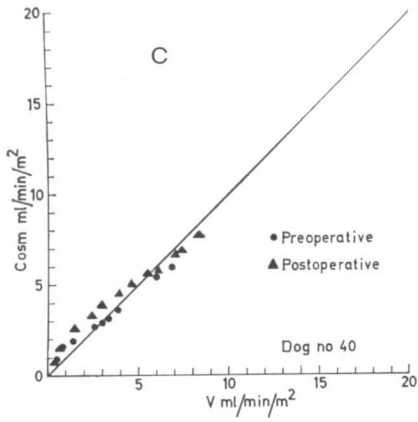 C
20
15
10
5
0
Cosm ml/min/m²
● Preoperative
▲ Postoperative
Dog no 40
5 10 15 20
V ml/min/m²